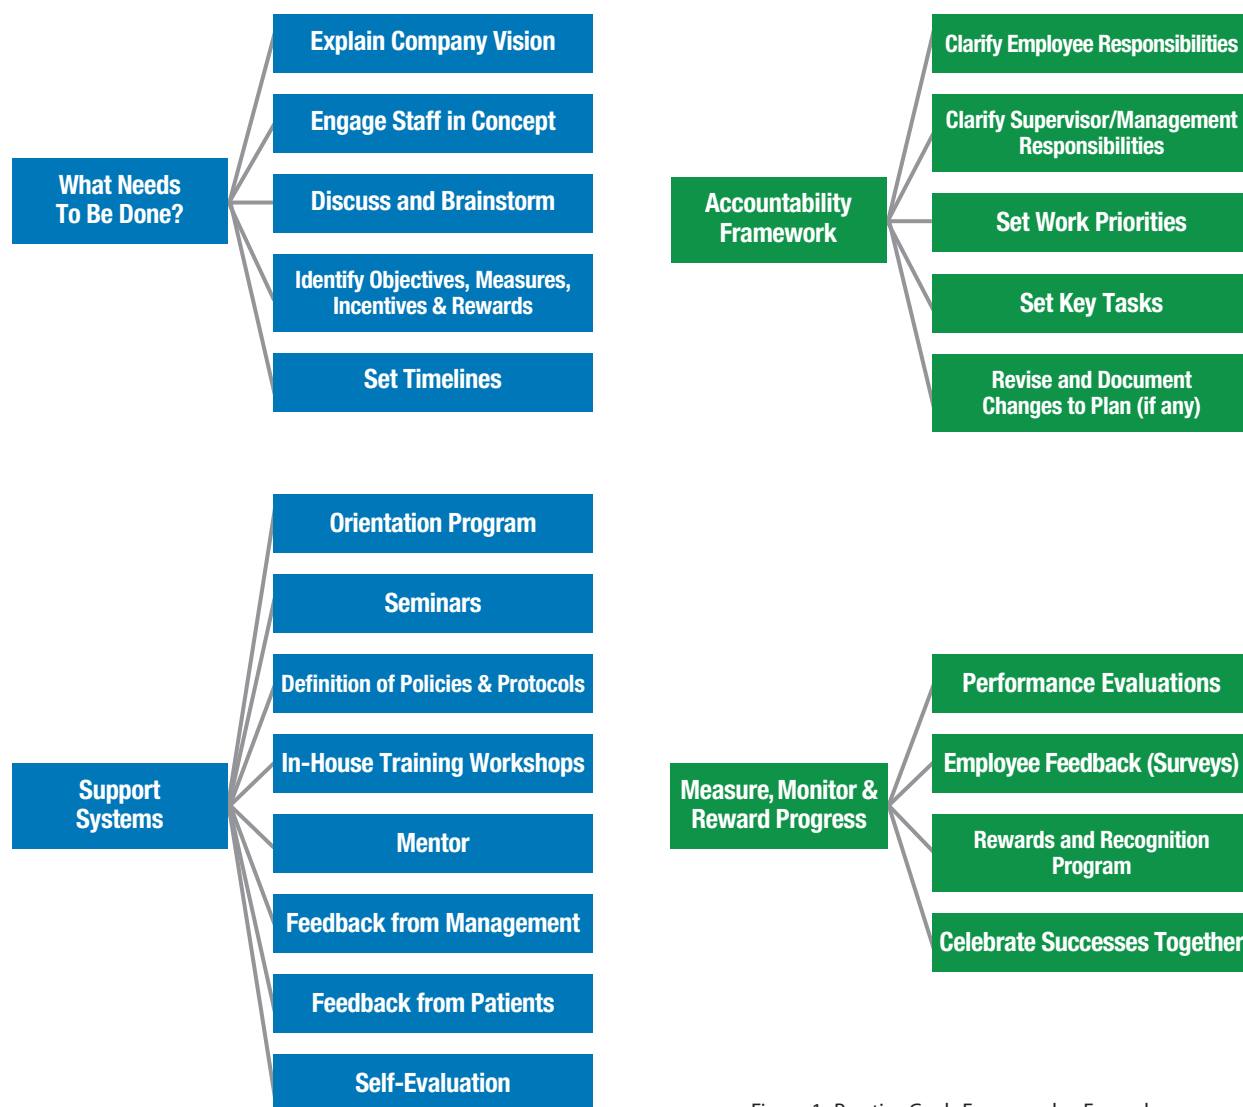 What Needs
To Be Done?
Explain Company Vision
Engage Staff in Concept
Discuss and Brainstorm
Identify Objectives, Measures,
Incentives & Rewards
Set Timelines
Accountability
Framework
Clarify Employee Responsibilities
Clarify Supervisor/Management
Responsibilities
Set Work Priorities
Set Key Tasks
Revise and Document
Changes to Plan (if any)
Support
Systems
Orientation Program
Seminars
Definition of Policies & Protocols
In-House Training Workshops
Mentor
Feedback from Management
Feedback from Patients
Self-Evaluation
Measure, Monitor &
Reward Progress
Performance Evaluations
Employee Feedback (Surveys)
Rewards and Recognition
Program
Celebrate Successes Together